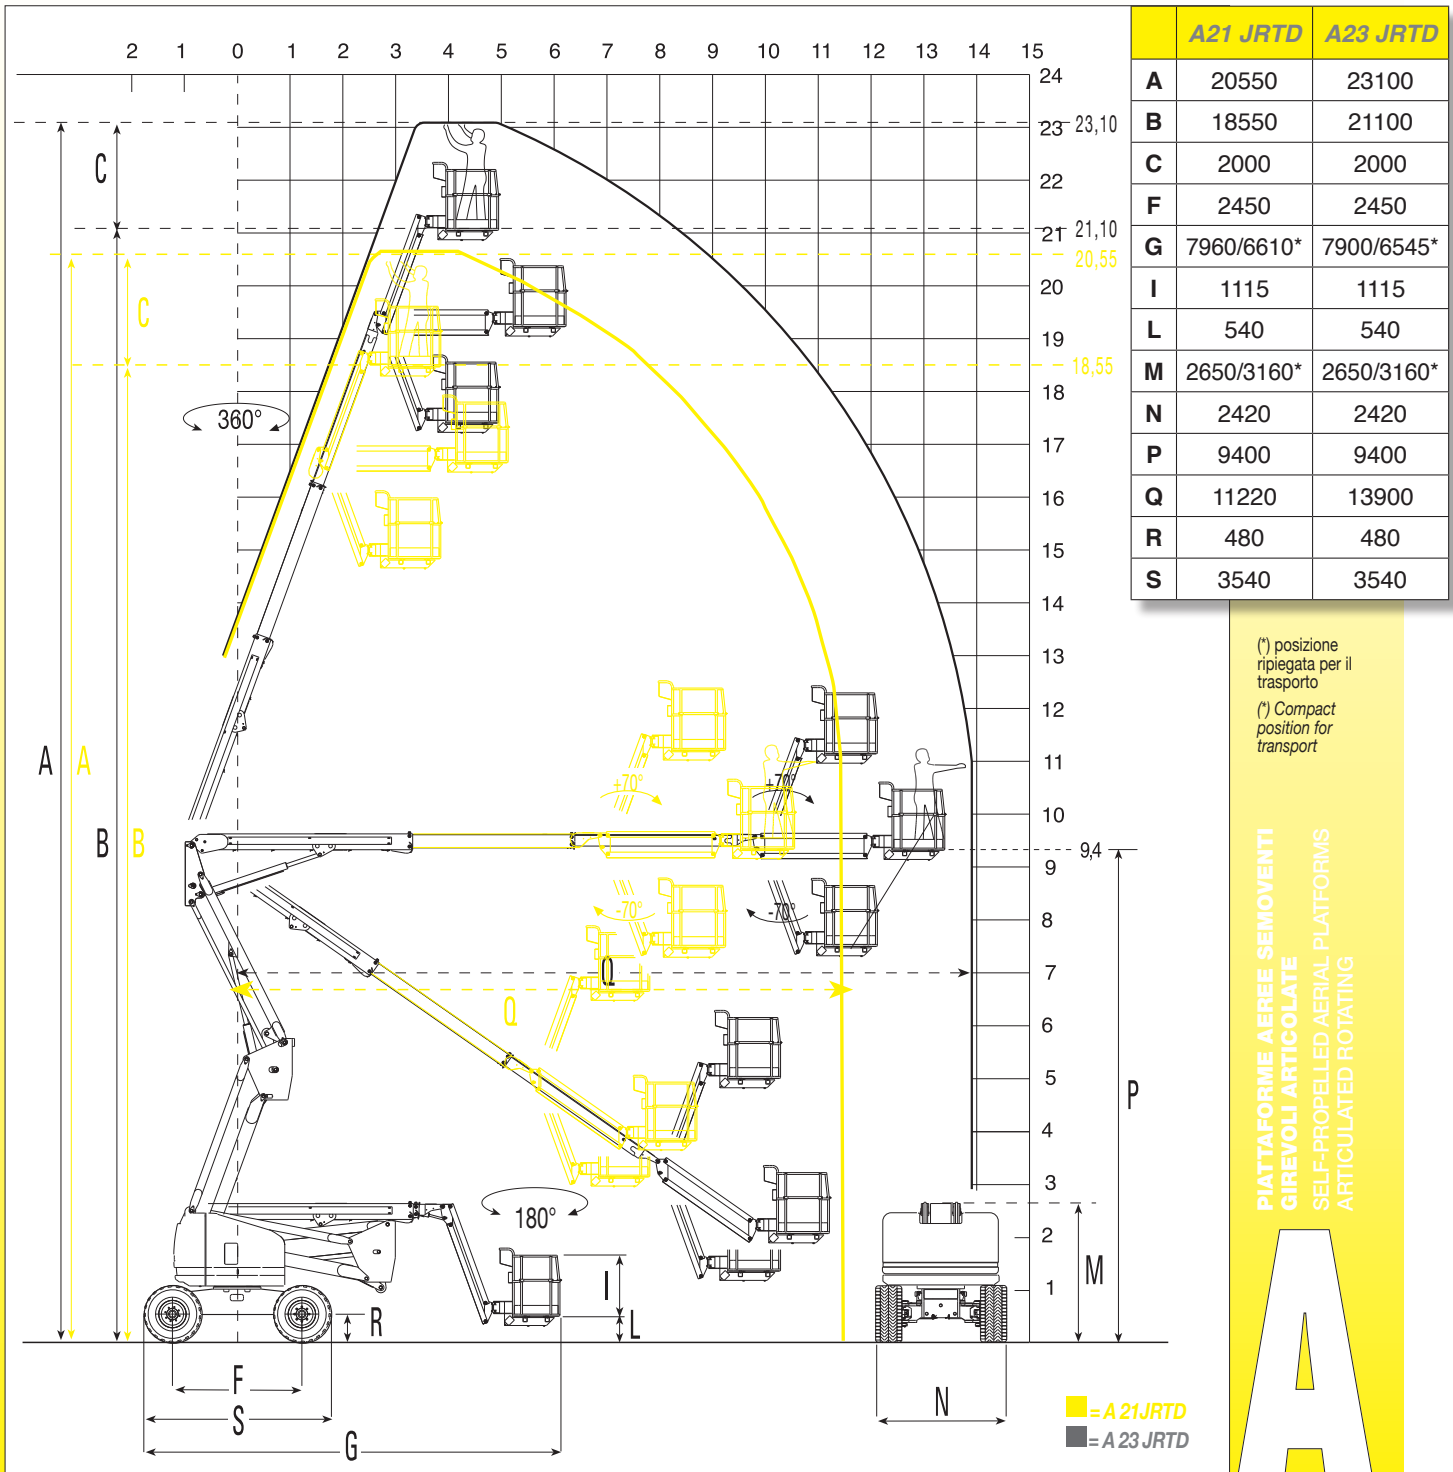 2 1 0 1 2 3 4 5 6 7 8 9 10 11 12 13 14 15
24
23
23,10
22
21
21,10
20,55
20
19
18,55
18
17
16
15
14
13
12
11
10
9,4
9
8
7
6
5
4
3
2
1
C
C
360°
A
A
B
B
+70°
+70°
-70°
-70°
Q
Q
P
180°
I
L
R
M
F
S
G
N
A21 JRTD A23 JRTD
A 20550 23100
B 18550 21100
C 2000 2000
F 2450 2450
G 7960/6610* 7900/6545*
I 1115 1115
L 540 540
M 2650/3160* 2650/3160*
N 2420 2420
P 9400 9400
Q 11220 13900
R 480 480
S 3540 3540
(*) posizione
ripiegata per il
trasporto
(*) Compact
position for
transport
PIATTAFORME AEREE SEMOVENTI
GIREVOLI ARTICOLATE
SELF-PROPELLED AERIAL PLATFORMS
ARTICULATED ROTATING
A
= A 21JRTD
= A 23 JRTD